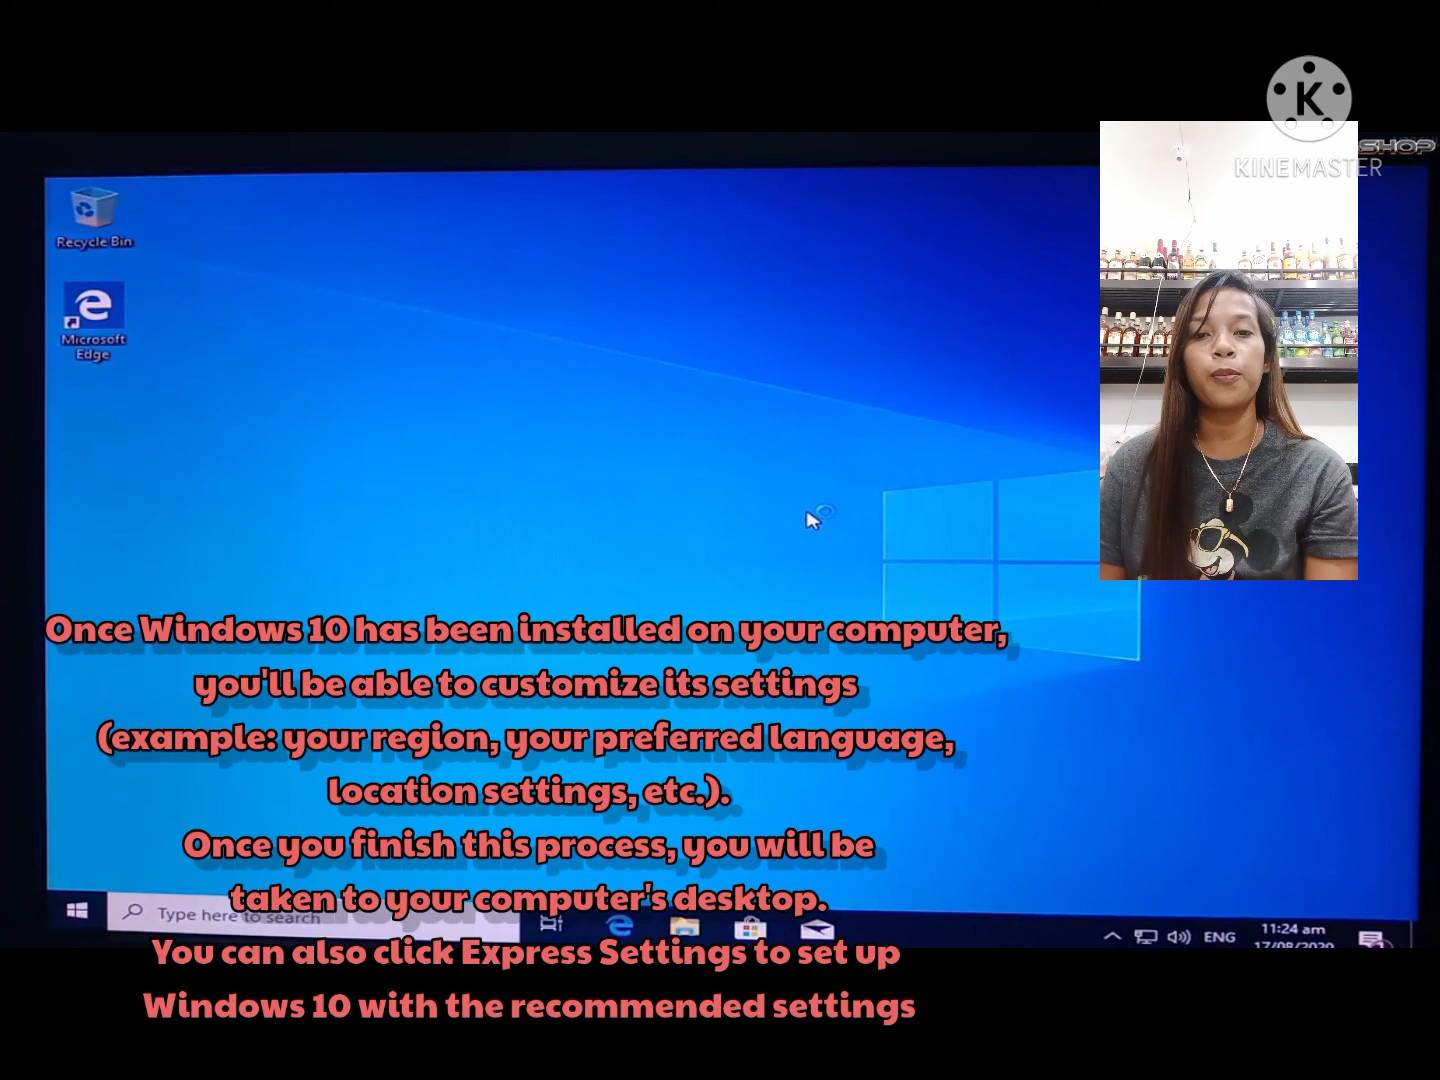 KINEMASTER
SHOP
Recycle Bin
Microsoft
Edge
Once Windows 10 has been installed on your computer,
you'll be able to customize its settings
(example: your region, your preferred language,
location settings, etc.).
Once you finish this process, you will be
taken to your computer's desktop.
You can also click Express Settings to set up
Windows 10 with the recommended settings
Type here to search
ENG
11:24 am
17/08/2020